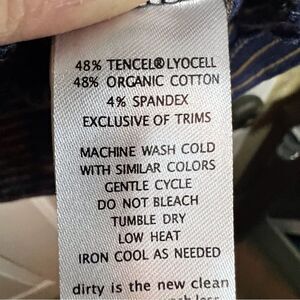 48% TENCEL® LYOCELL
48% ORGANIC COTTON
4% SPANDEX
EXCLUSIVE OF TRIMS
MACHINE WASH COLD
WITH SIMILAR COLORS
GENTLE CYCLE
DO NOT BLEACH
TUMBLE DRY
LOW HEAT
IRON COOL AS NEEDED
dirty is the new clean